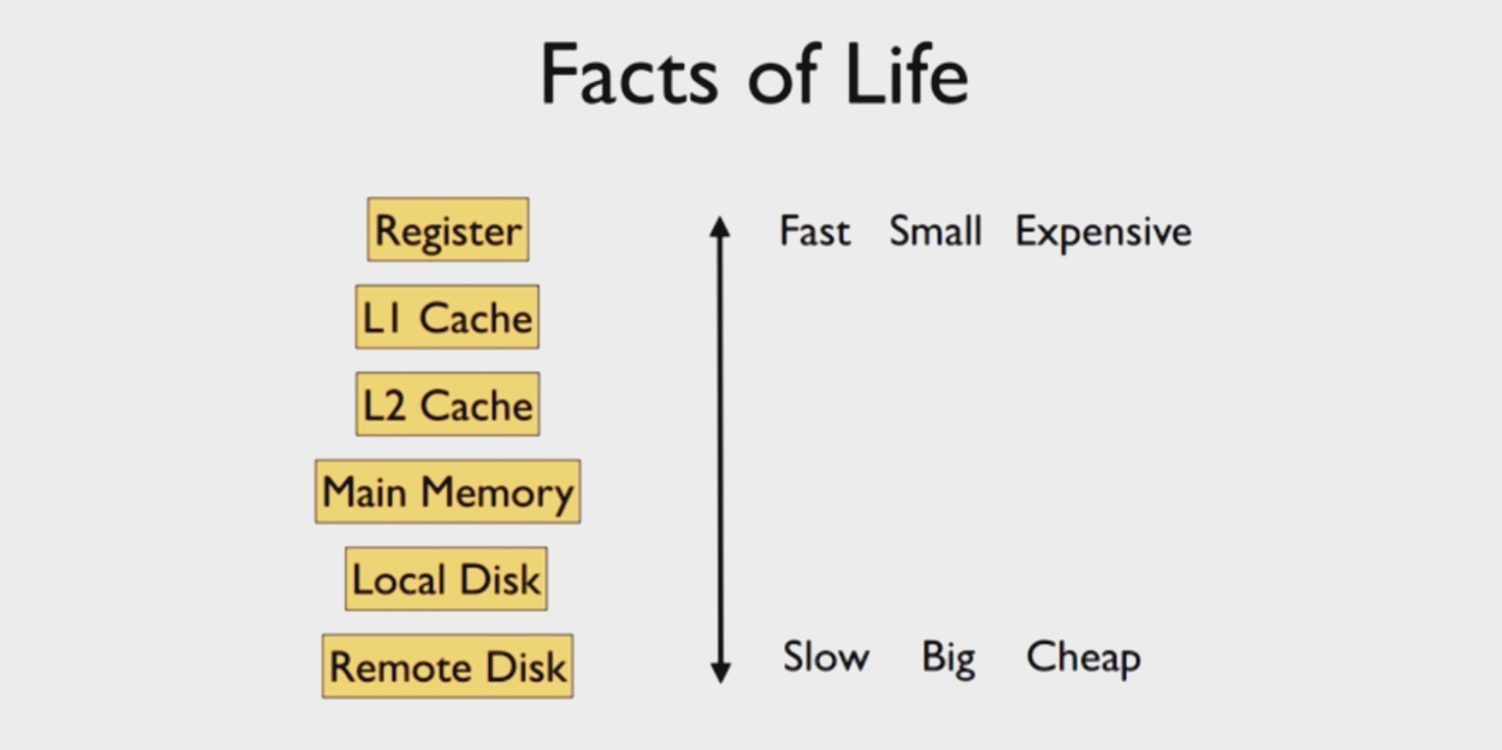 Facts of Life
Register
Fast Small Expensive
L1 Cache
L2 Cache
Main Memory
Local Disk
Remote Disk
Slow Big Cheap